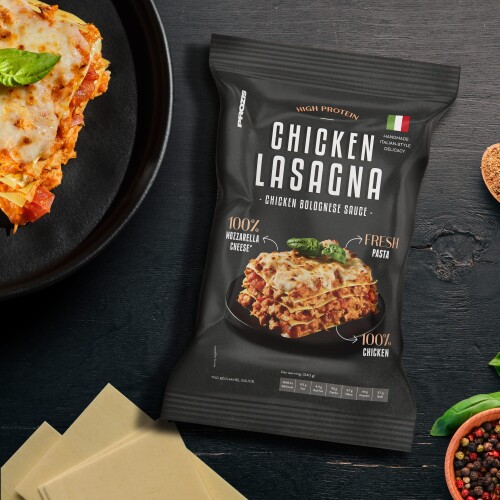 HIGH PROTEIN
PROZIS
CHICKEN
LASAGNA
- CHICKEN BOLOGNESE SAUCE -
HANDMADE
ITALIAN-STYLE
DELICACY
100%
MOZZARELLA
CHEESE*
FRESH
PASTA
100%
CHICKEN